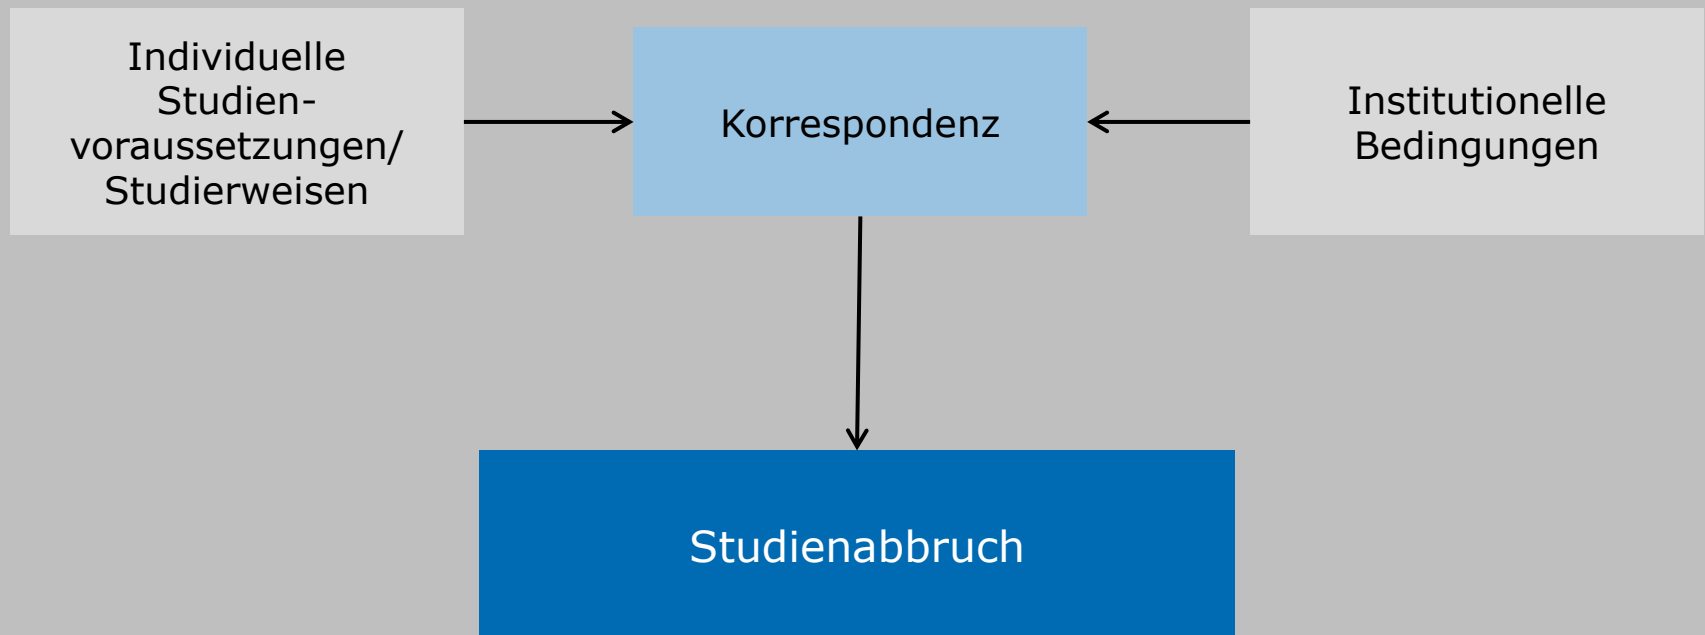 Individuelle
Studien-
voraussetzungen/
Studierweisen
Korrespondenz
Institutionelle
Bedingungen
Studienabbruch